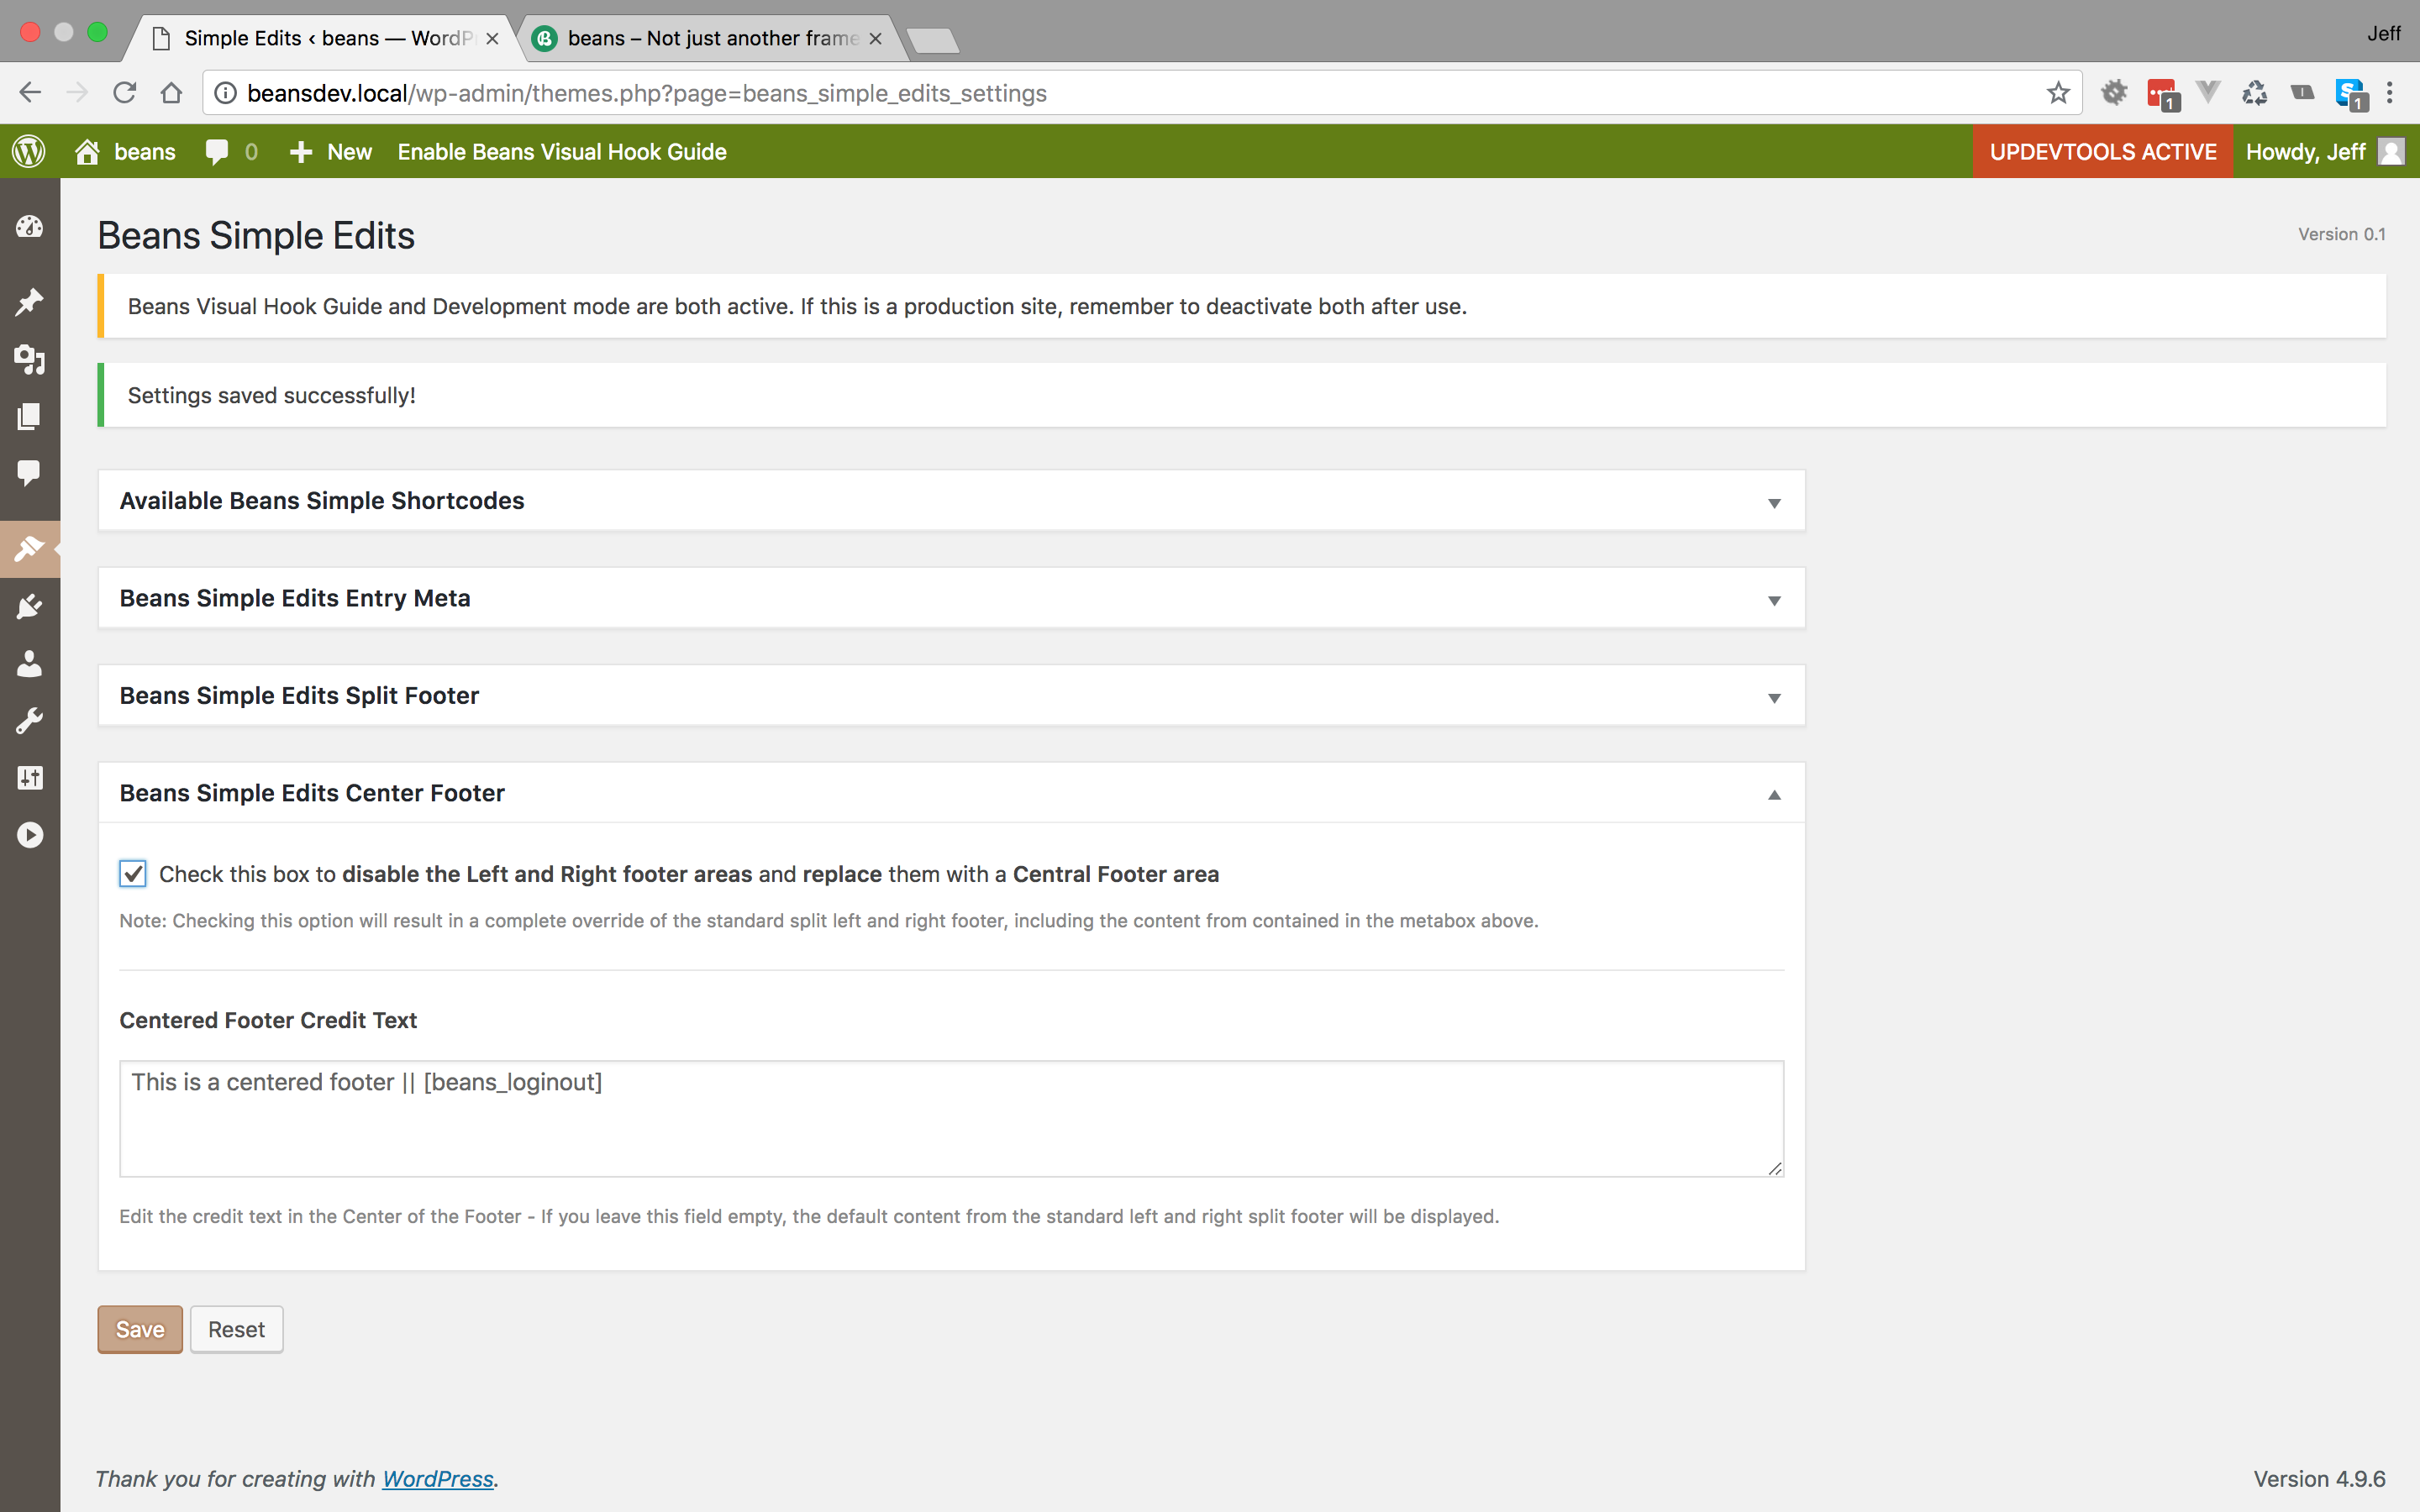 Simple Edits ‹ beans — WordP
beans – Not just another frame
Jeff
beansdev.local/wp-admin/themes.php?page=beans_simple_edits_settings
1
1
beans
0
New
Enable Beans Visual Hook Guide
UPDEVTOOLS ACTIVE
Howdy, Jeff
Beans Simple Edits
Version 0.1
Beans Visual Hook Guide and Development mode are both active. If this is a production site, remember to deactivate both after use.
Settings saved successfully!
Available Beans Simple Shortcodes
Beans Simple Edits Entry Meta
Beans Simple Edits Split Footer
Beans Simple Edits Center Footer
Check this box to disable the Left and Right footer areas and replace them with a Central Footer area
Note: Checking this option will result in a complete override of the standard split left and right footer, including the content from contained in the metabox above.
Centered Footer Credit Text
This is a centered footer || [beans_loginout]
Edit the credit text in the Center of the Footer - If you leave this field empty, the default content from the standard left and right split footer will be displayed.
Save
Reset
Thank you for creating with WordPress.
Version 4.9.6